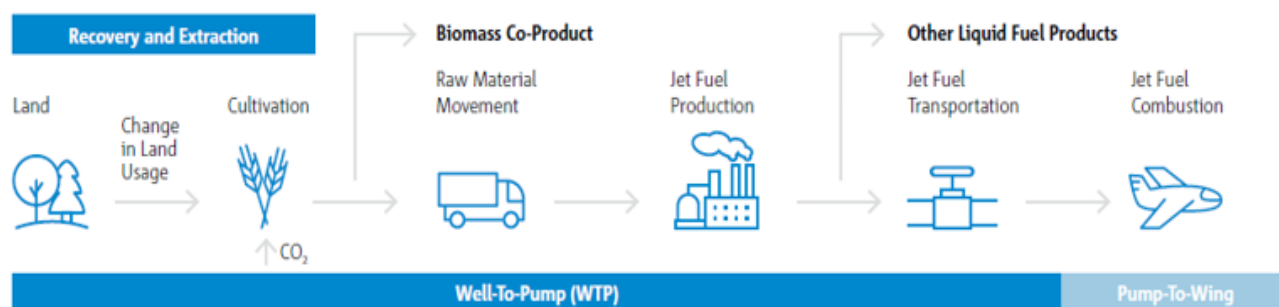 Recovery and Extraction
Biomass Co-Product
Other Liquid Fuel Products
Land
Change
in Land
Usage
Cultivation
CO₂
Raw Material
Movement
Jet Fuel
Production
Jet Fuel
Transportation
Jet Fuel
Combustion
Well-To-Pump (WTP)
Pump-To-Wing